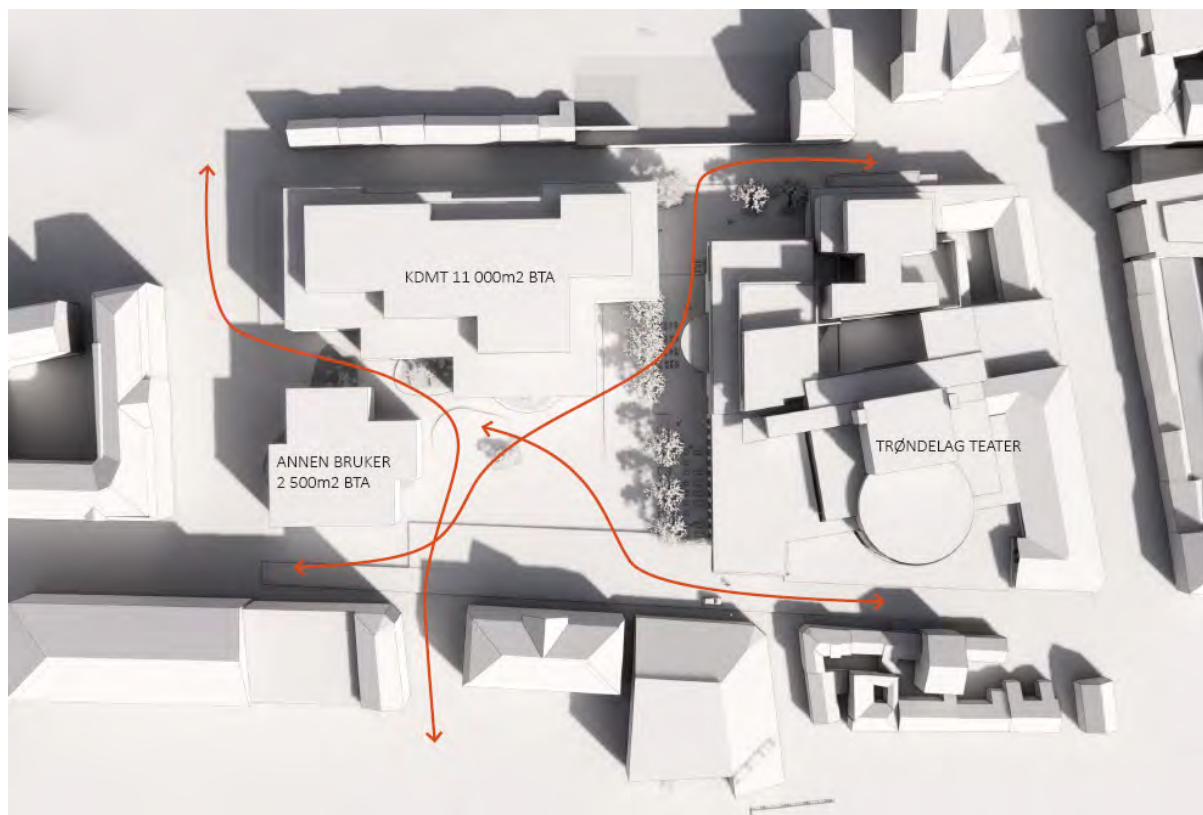 KDMT 11 000m2 BTA
ANNEN BRUKER
2 500m2 BTA
TRØNDELAG TEATER